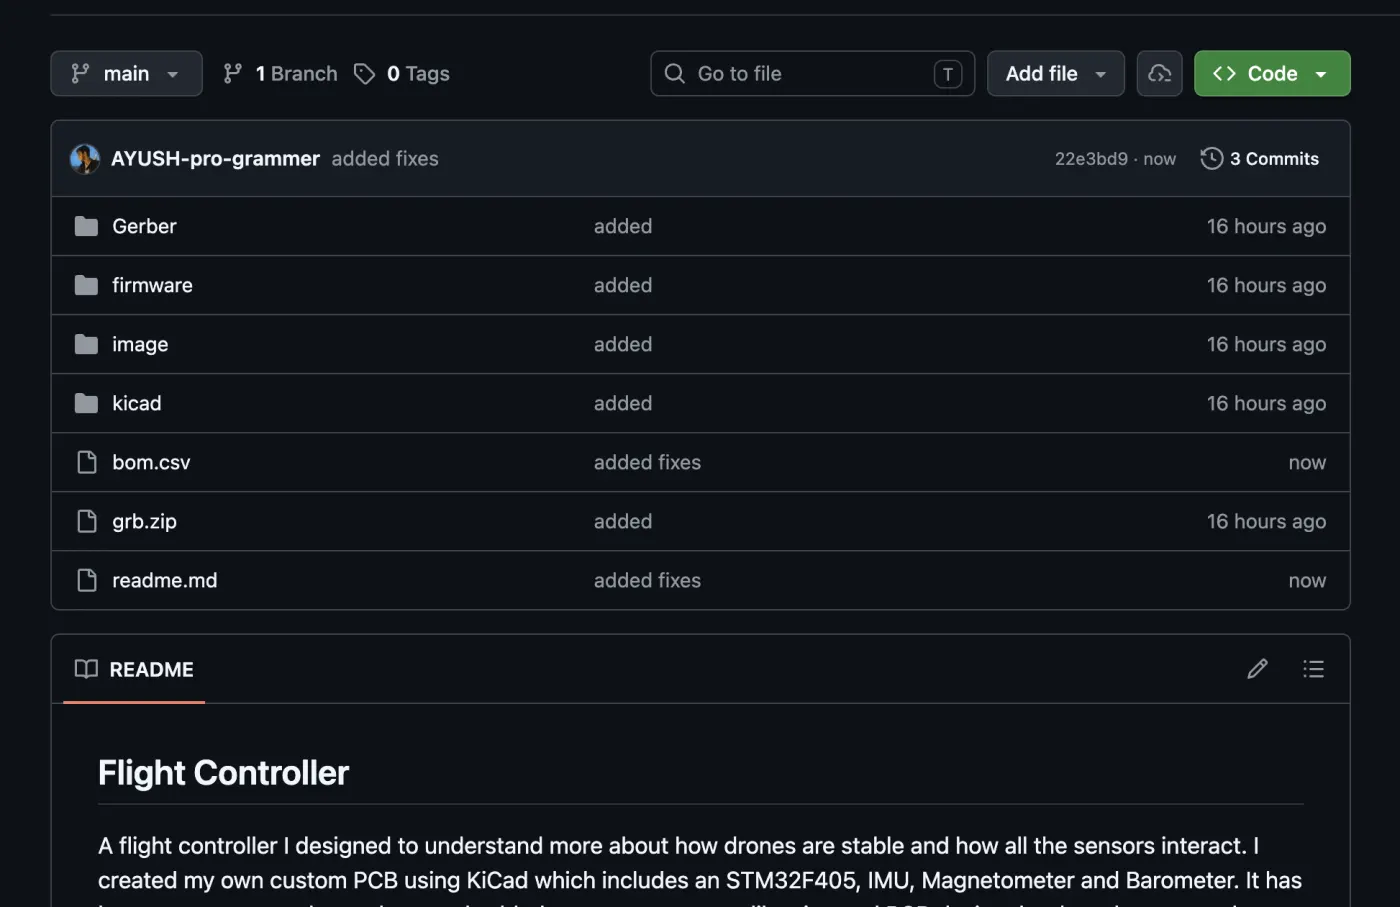 main 1 Branch 0 Tags Go to file T Add file Code
AYUSH-pro-grammer added fixes 22e3bd9 · now 3 Commits
Gerber added 16 hours ago
firmware added 16 hours ago
image added 16 hours ago
kicad added 16 hours ago
bom.csv added fixes now
grb.zip added 16 hours ago
readme.md added fixes now
README
Flight Controller
A flight controller I designed to understand more about how drones are stable and how all the sensors interact. I
created my own custom PCB using KiCad which includes an STM32F405, IMU, Magnetometer and Barometer. It has